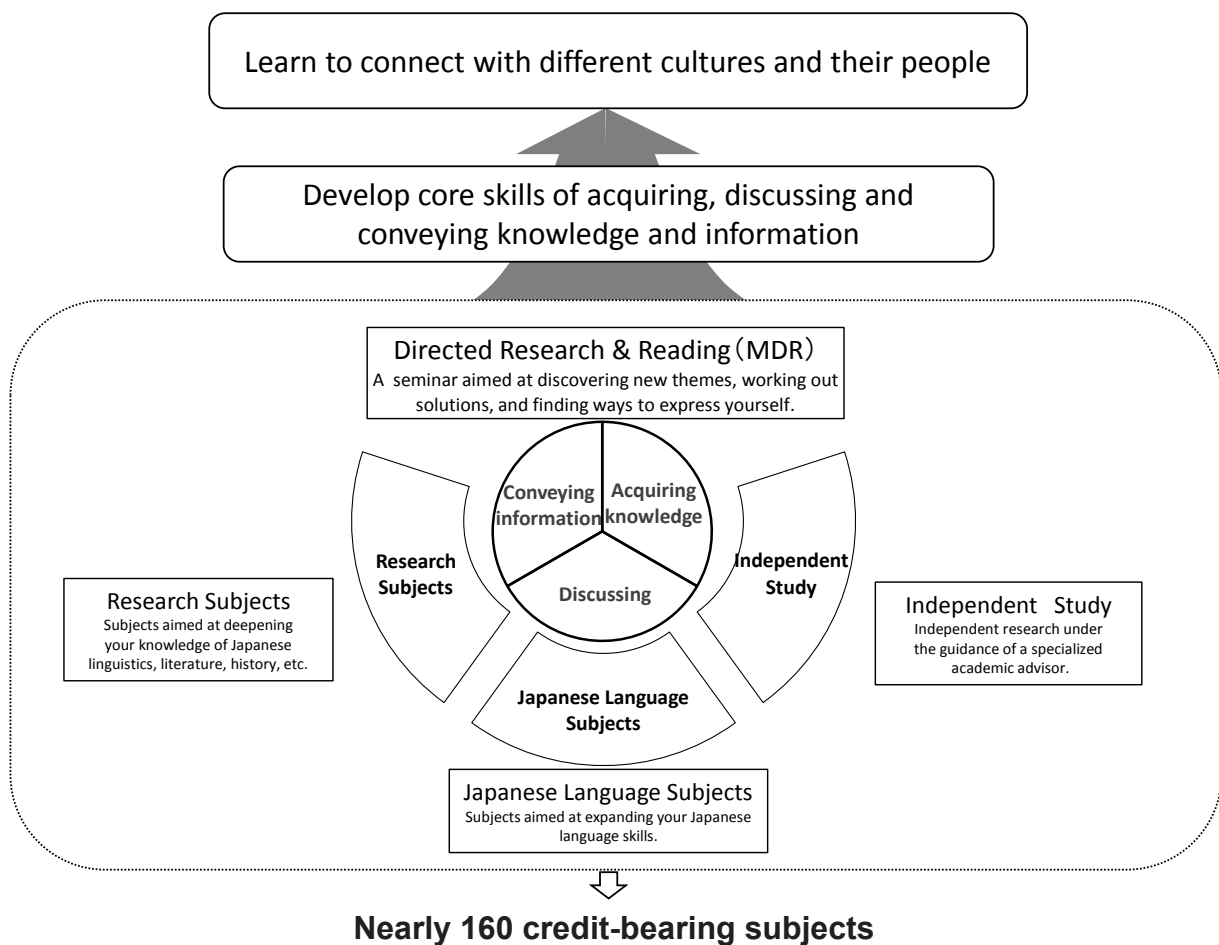 Learn to connect with different cultures and their people
Develop core skills of acquiring, discussing and
conveying knowledge and information
Directed Research & Reading（MDR）
A seminar aimed at discovering new themes, working out
solutions, and finding ways to express yourself.
Conveying
information
Acquiring
knowledge
Discussing
Research
Subjects
Independent
Study
Japanese Language
Subjects
Research Subjects
Subjects aimed at deepening
your knowledge of Japanese
linguistics, literature, history, etc.
Independent Study
Independent research under
the guidance of a specialized
academic advisor.
Japanese Language Subjects
Subjects aimed at expanding your Japanese
language skills.
Nearly 160 credit-bearing subjects